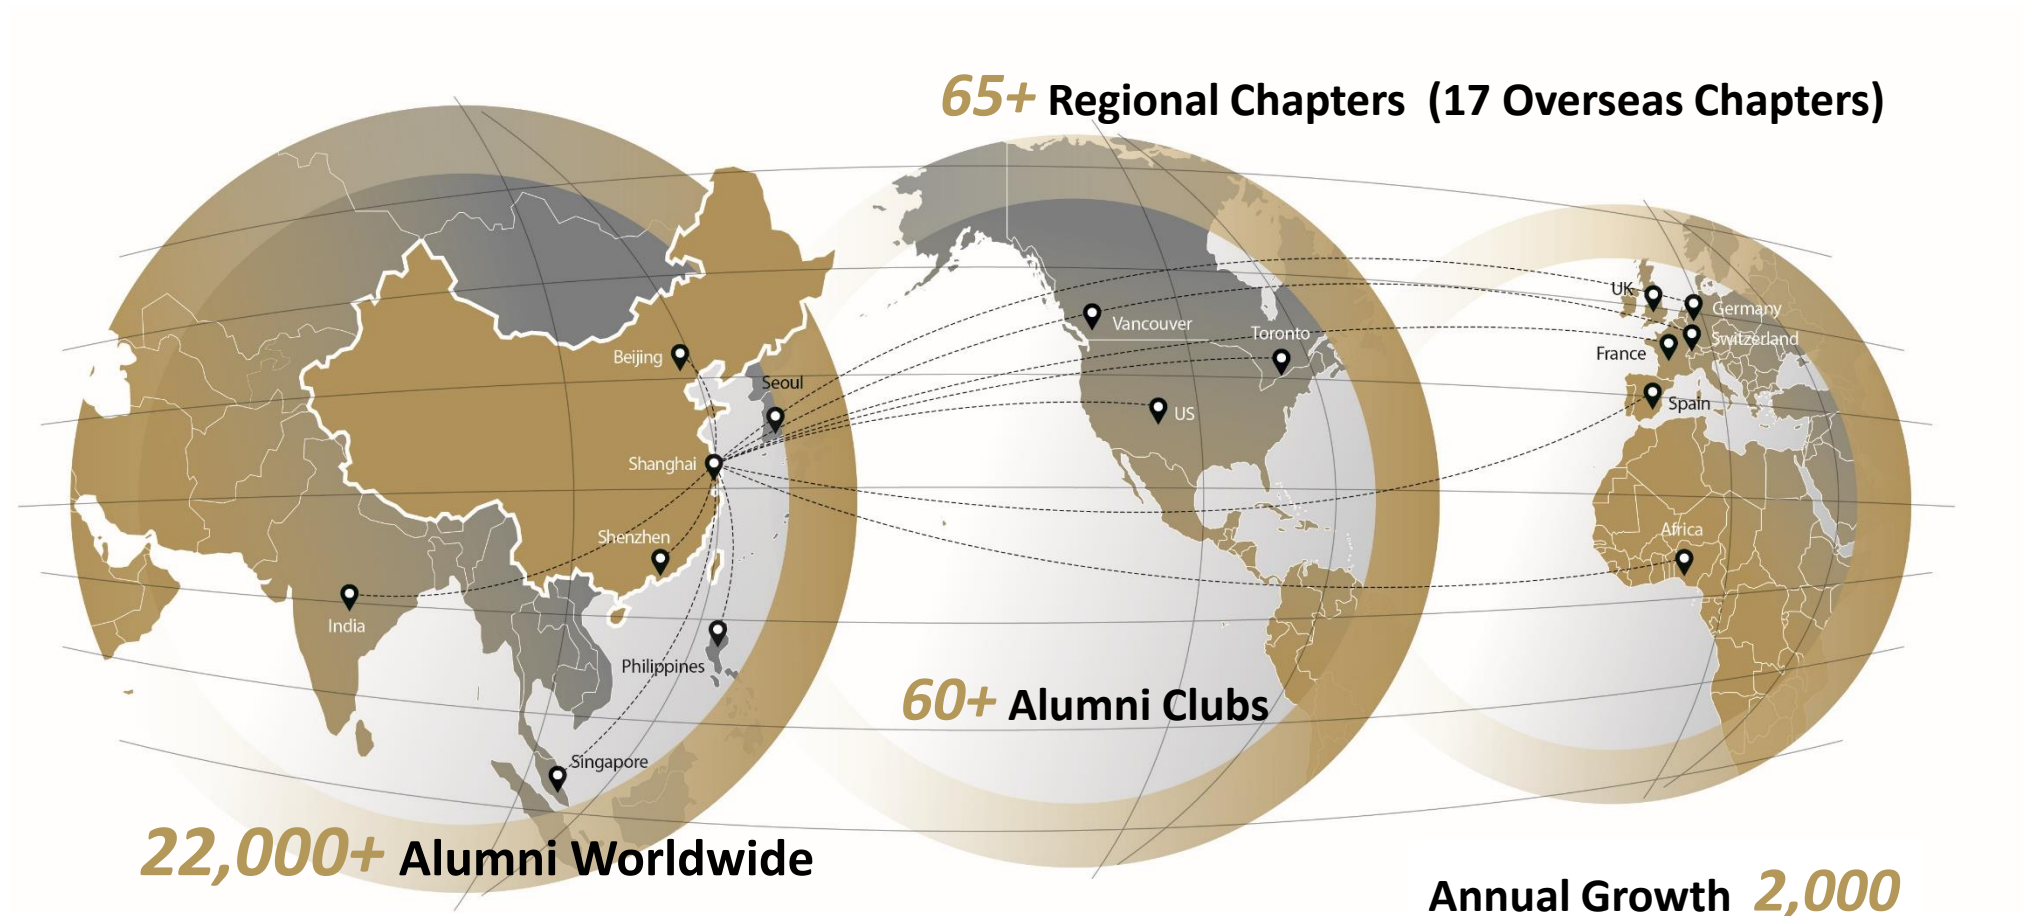 65+ Regional Chapters (17 Overseas Chapters)
UK
Germany
Vancouver
Toronto
Switzerland
France
Beijing
Seoul
Spain
US
Shanghai
Africa
Shenzhen
India
Philippines
60+ Alumni Clubs
Singapore
22,000+ Alumni Worldwide
Annual Growth 2,000